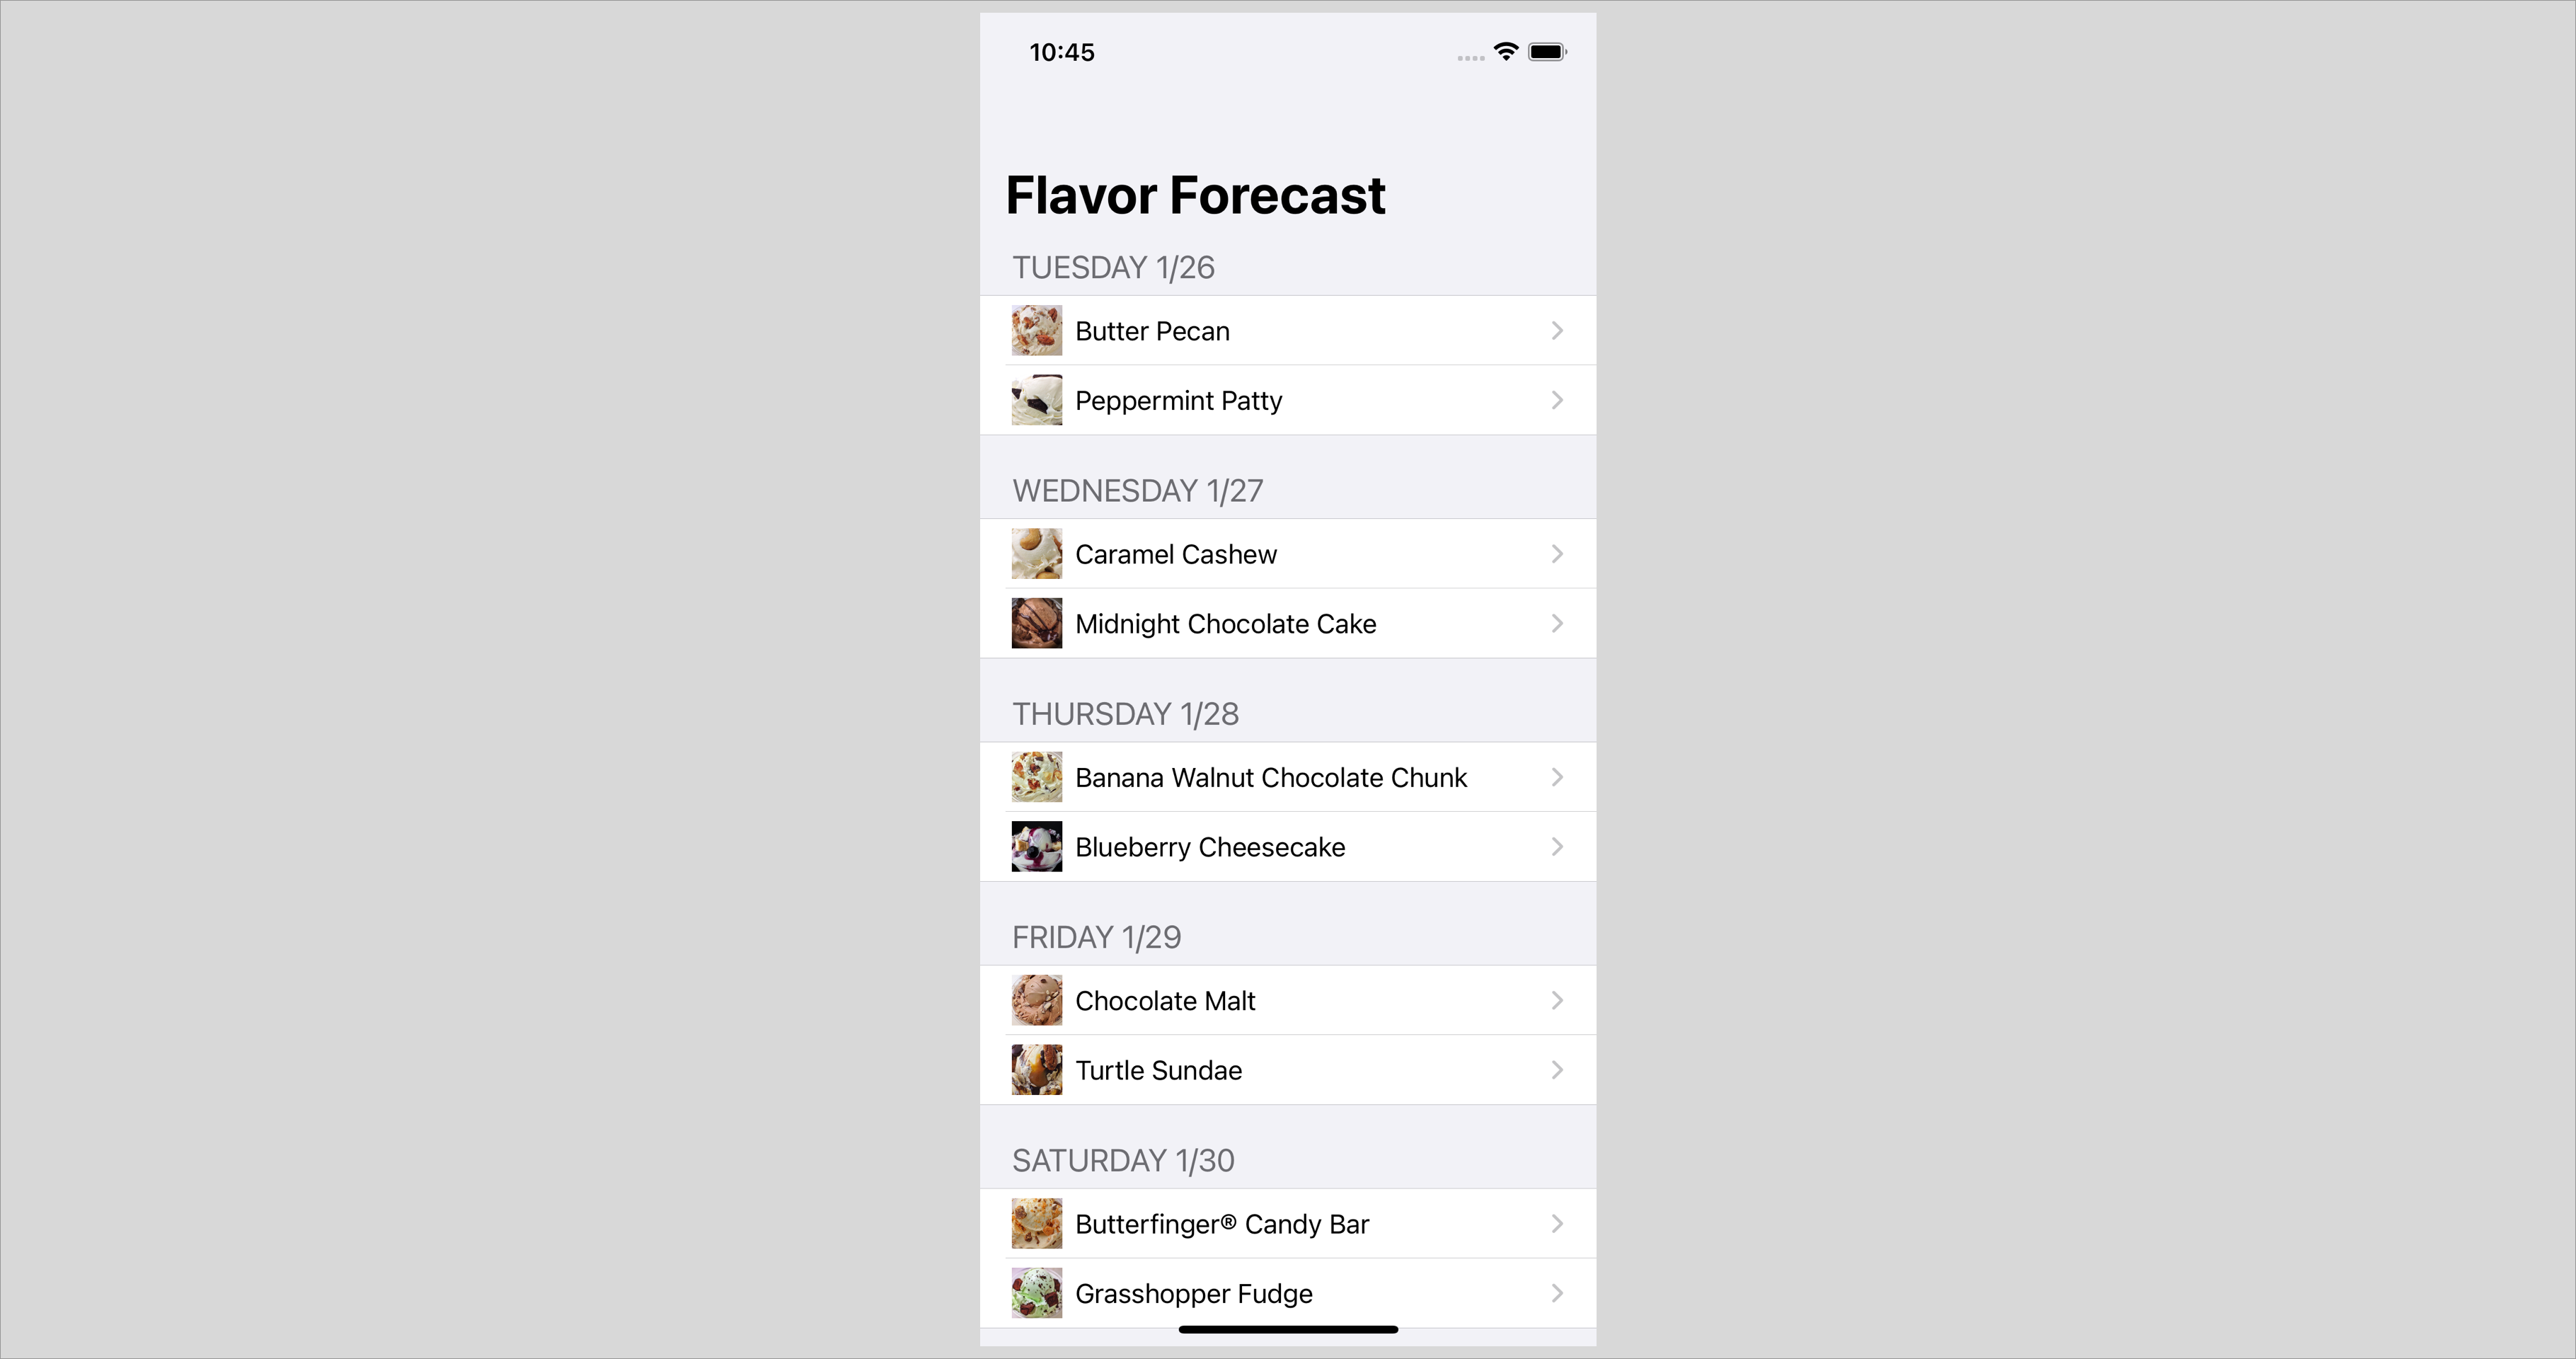 10:45
Flavor Forecast
TUESDAY 1/26
Butter Pecan
Peppermint Patty
WEDNESDAY 1/27
Caramel Cashew
Midnight Chocolate Cake
THURSDAY 1/28
Banana Walnut Chocolate Chunk
Blueberry Cheesecake
FRIDAY 1/29
Chocolate Malt
Turtle Sundae
SATURDAY 1/30
Butterfinger® Candy Bar
Grasshopper Fudge